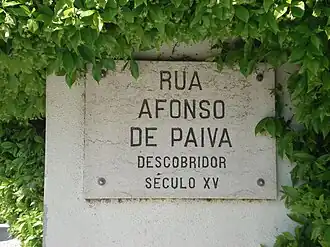 RUA
AFONSO
DE PAIVA
DESCOBRIDOR
SÉCULO XV